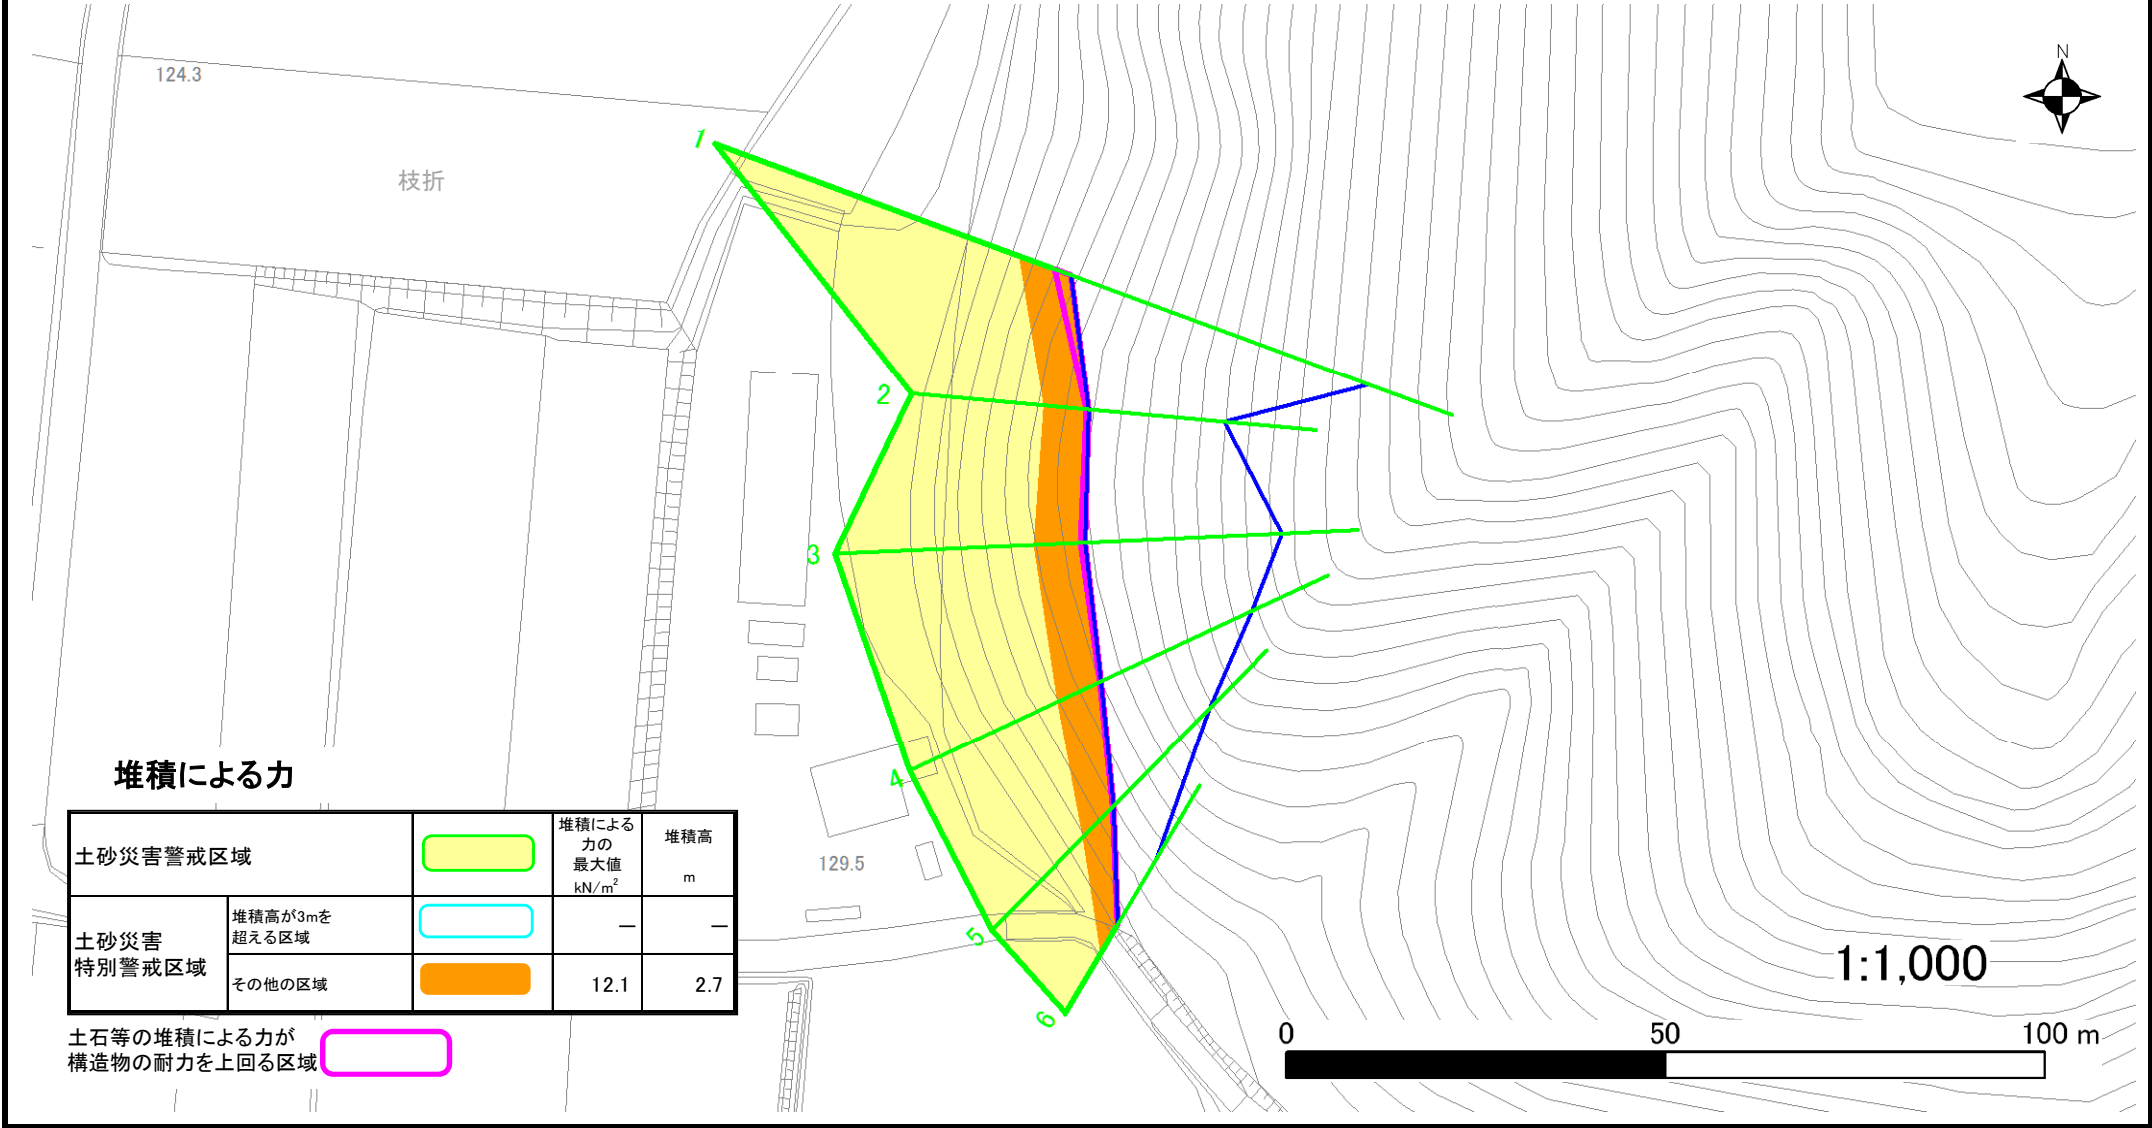 N
124.3
枝折
1
2
3
4
5
6
129.5
堆積による力
土砂災害警戒区域
堆積による
力の
最大値
kN/m²
堆積高
m
土砂災害
特別警戒区域
堆積高が3mを
超える区域
—
—
その他の区域
12.1
2.7
土石等の堆積による力が
構造物の耐力を上回る区域
1:1,000
0
50
100 m